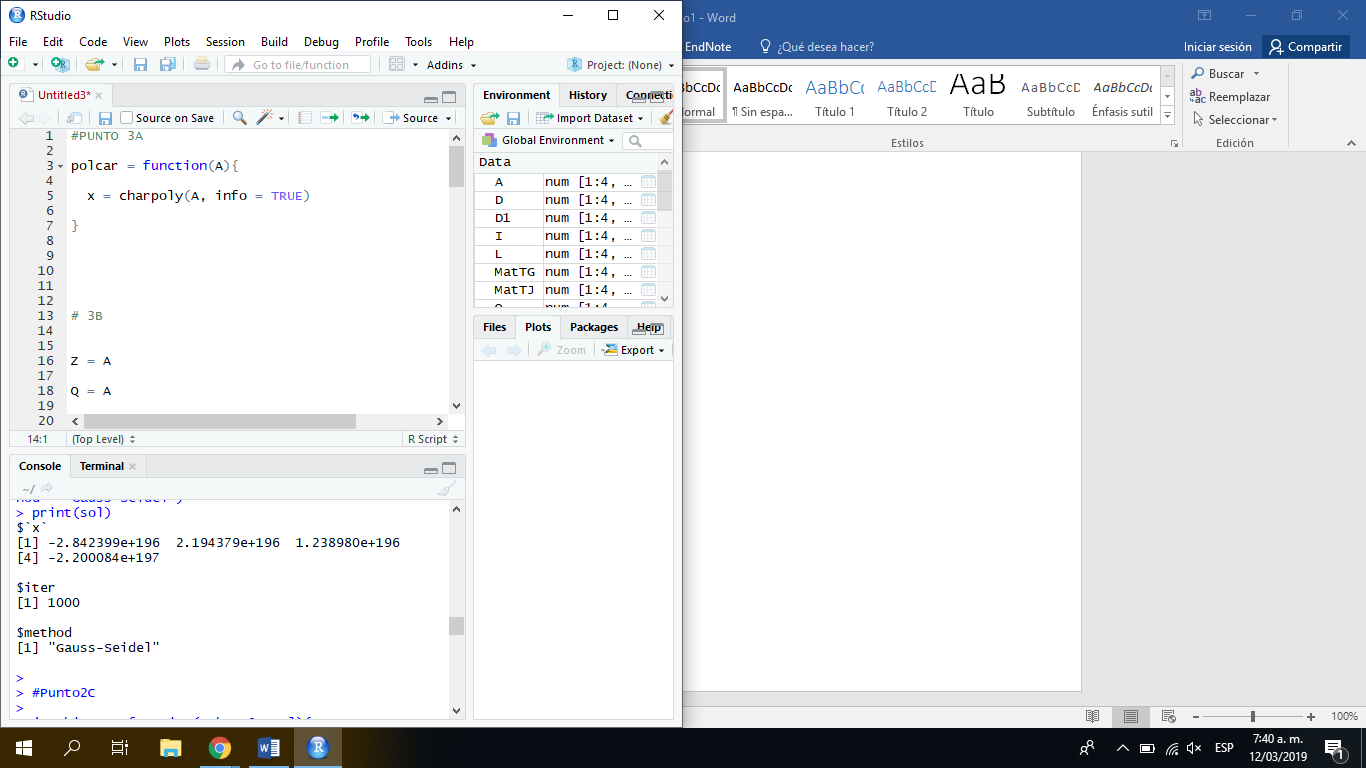 RStudio
File Edit Code View Plots Session Build Debug Profile Tools Help
Go to file/function
Addins
Project: (None)
Untitled3*
Source on Save
Source
1 #PUNTO 3A
2
3 polcar = function(A){
4
5 x = charpoly(A, info = TRUE)
6
7 }
8
9
10
11
12
13 # 3B
14
15
16 Z = A
17
18 Q = A
19
20
14:1 (Top Level) R Script
Console Terminal
~/
> print(sol)
$`x`
[1] -2.842399e+196 2.194379e+196 1.238980e+196
[4] -2.200084e+197
$iter
[1] 1000
$method
[1] "Gauss-Seidel"
>
> #Punto2C
>
Environment History
Import Dataset
Global Environment
Data
A num [1:4, …
D num [1:4, …
D1 num [1:4, …
I num [1:4, …
L num [1:4, …
MatTG num [1:4, …
MatTJ num [1:4, …
Files Plots Packages Help
Zoom Export
o1 - Word
EndNote ¿Qué desea hacer? Iniciar sesión Compartir
AaBbCcDc AaBbCc AaBbCcD AaB AaBbCcD AaBbCcDc
¶ Sin espa... Título 1 Título 2 Título Subtítulo Énfasis sutil
Estilos
Buscar
Reemplazar
Seleccionar
Edición
100%
ESP
7:40 a. m.
12/03/2019
1